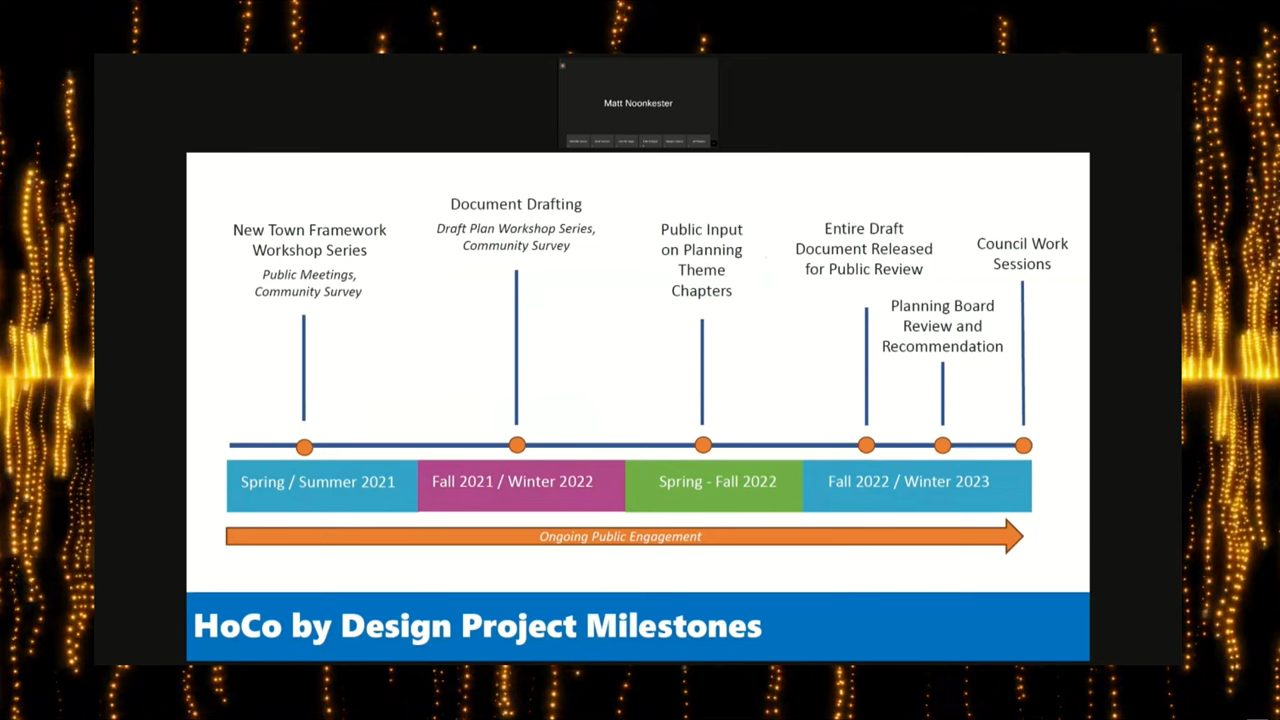 Matt Noonkester
New Town Framework
Workshop Series
Public Meetings,
Community Survey
Document Drafting
Draft Plan Workshop Series,
Community Survey
Public Input
on Planning
Theme
Chapters
Entire Draft
Document Released
for Public Review
Planning Board
Review and
Recommendation
Council Work
Sessions
Spring / Summer 2021
Fall 2021 / Winter 2022
Spring - Fall 2022
Fall 2022 / Winter 2023
Ongoing Public Engagement
HoCo by Design Project Milestones